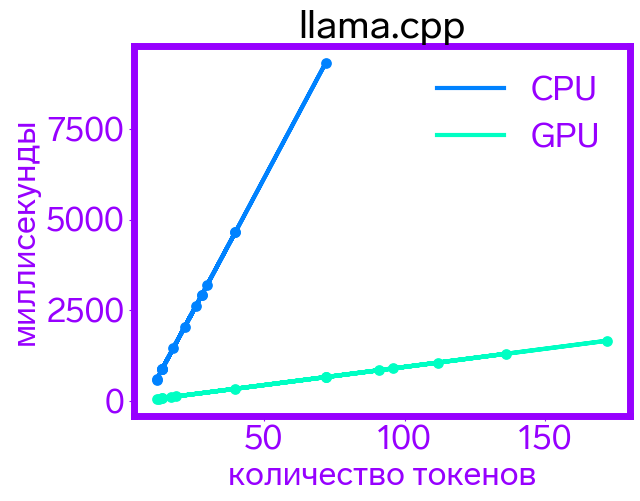 llama.cpp
CPU
GPU
миллисекунды
7500
5000
2500
0
50
100
150
количество токенов